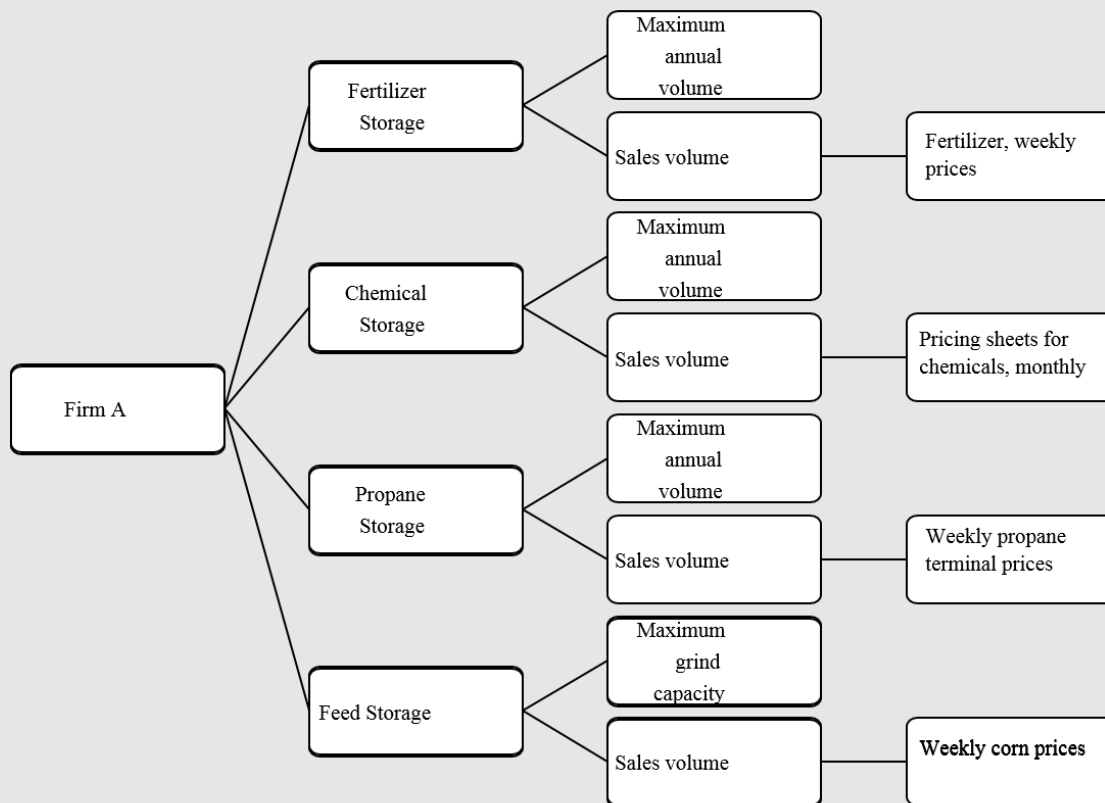 Maximum
annual
volume
Fertilizer
Storage
Sales volume
Fertilizer, weekly
prices
Maximum
annual
volume
Chemical
Storage
Sales volume
Pricing sheets for
chemicals, monthly
Firm A
Maximum
annual
volume
Propane
Storage
Sales volume
Weekly propane
terminal prices
Maximum
grind
capacity
Feed Storage
Sales volume
Weekly corn prices